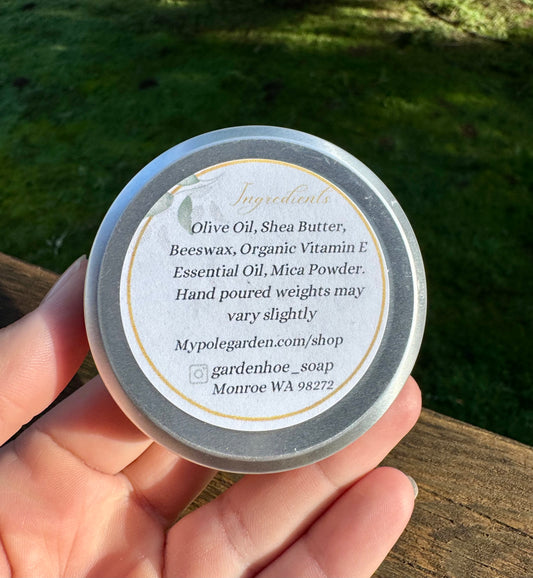 Ingredients
Olive Oil, Shea Butter,
Beeswax, Organic Vitamin E
Essential Oil, Mica Powder.
Hand poured weights may
vary slightly
Mypolegarden.com/shop
gardenhoe_soap
Monroe WA 98272